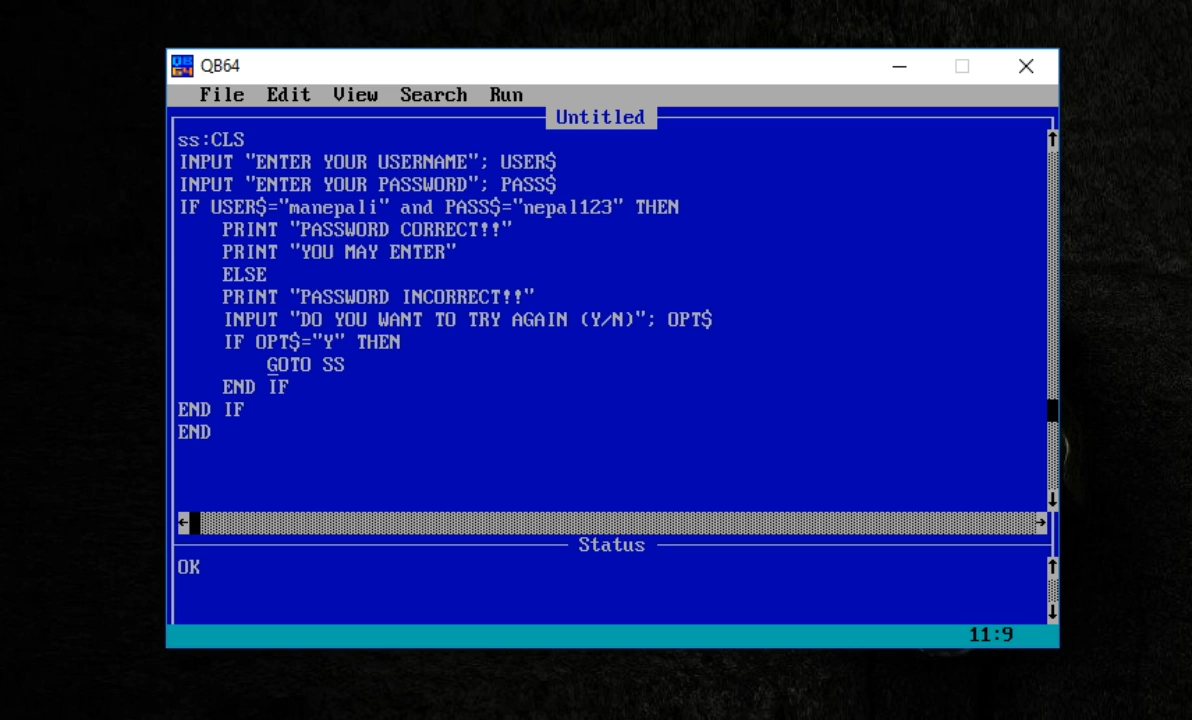 QB64
File Edit View Search Run
Untitled
ss:CLS
INPUT "ENTER YOUR USERNAME"; USER$
INPUT "ENTER YOUR PASSWORD"; PASS$
IF USER$="manepali" and PASS$="nepal123" THEN
PRINT "PASSWORD CORRECT!!"
PRINT "YOU MAY ENTER"
ELSE
PRINT "PASSWORD INCORRECT!!"
INPUT "DO YOU WANT TO TRY AGAIN (Y/N)"; OPT$
IF OPT$="Y" THEN
GOTO SS
END IF
END IF
END
Status
OK
11:9